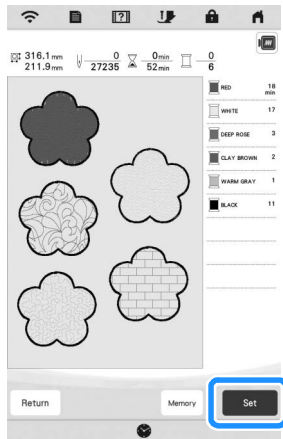 316.1 mm
211.9 mm
0
27235
0 min
52 min
0
6
RED 18 min
WHITE 17
DEEP ROSE 3
CLAY BROWN 2
WARM GRAY 1
BLACK 11
Return Memory Set